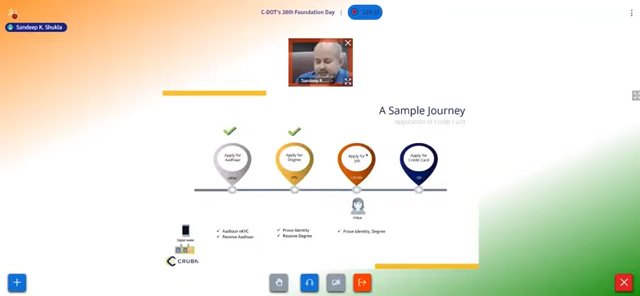 C-DOT's 38th Foundation Day
Sandeep K. Shukla
Sandeep K.
A Sample Journey
Application of Credit Card
Apply for
Aadhaar
Apply for
Degree
Apply for
Job
Apply for
Credit Card
✓ Aadhaar eKYC
✓ Receive Aadhaar
✓ Prove Identity
✓ Receive Degree
✓ Prove Identity, Degree
CRUBN